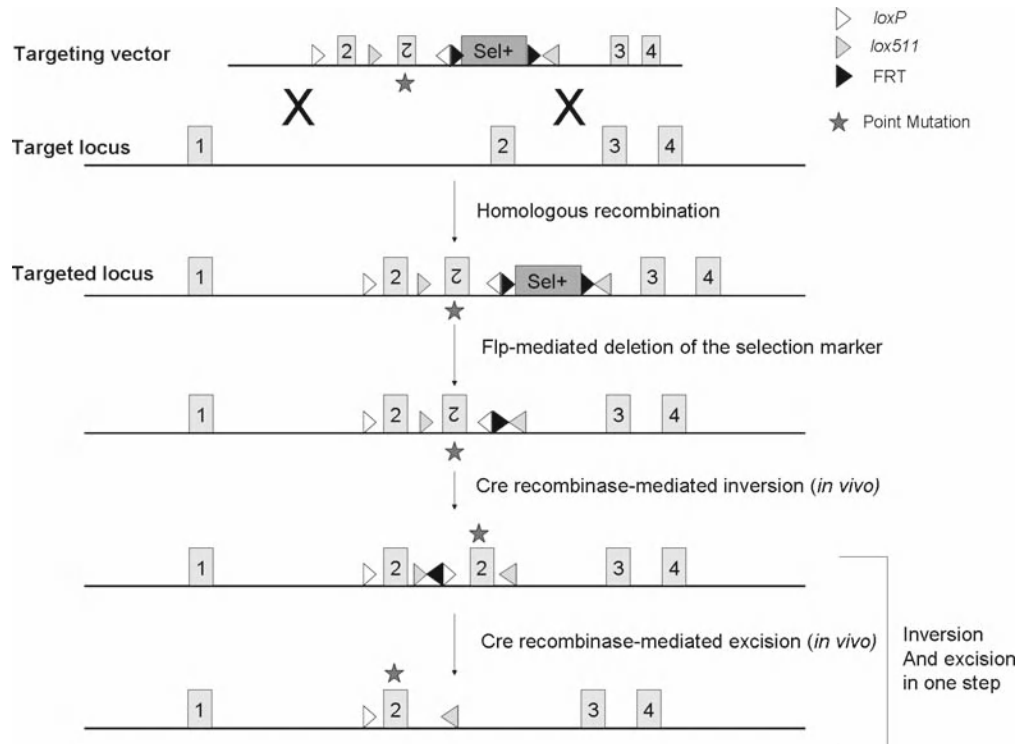 loxP
2 2 Sel+ 3 4
Targeting vector
lox511
FRT
X X
Point Mutation
Target locus
1 2 3 4
Homologous recombination
Targeted locus
1 2 2 Sel+ 3 4
Flp-mediated deletion of the selection marker
1 2 2 3 4
Cre recombinase-mediated inversion (in vivo)
1 2 2 3 4
Cre recombinase-mediated excision (in vivo)
Inversion
And excision
in one step
1 2 3 4